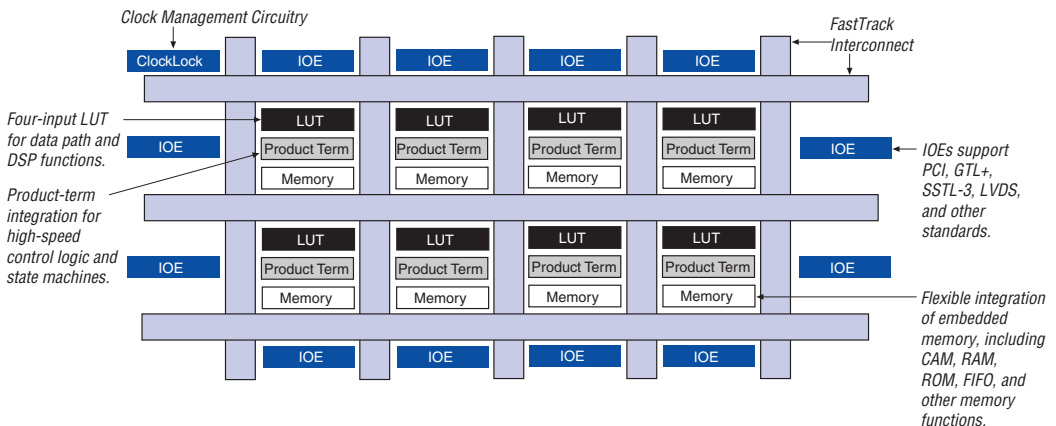 Clock Management Circuitry
FastTrack
Interconnect
ClockLock
IOE
IOE
IOE
IOE
Four-input LUT
for data path and
DSP functions.
LUT
LUT
LUT
LUT
IOE
Product Term
Product Term
Product Term
Product Term
IOE
Memory
Memory
Memory
Memory
IOEs support
PCI, GTL+,
SSTL-3, LVDS,
and other
standards.
Product-term
integration for
high-speed
control logic and
state machines.
LUT
LUT
LUT
LUT
IOE
Product Term
Product Term
Product Term
Product Term
IOE
Memory
Memory
Memory
Memory
Flexible integration
of embedded
memory, including
CAM, RAM,
ROM, FIFO, and
other memory
functions.
IOE
IOE
IOE
IOE